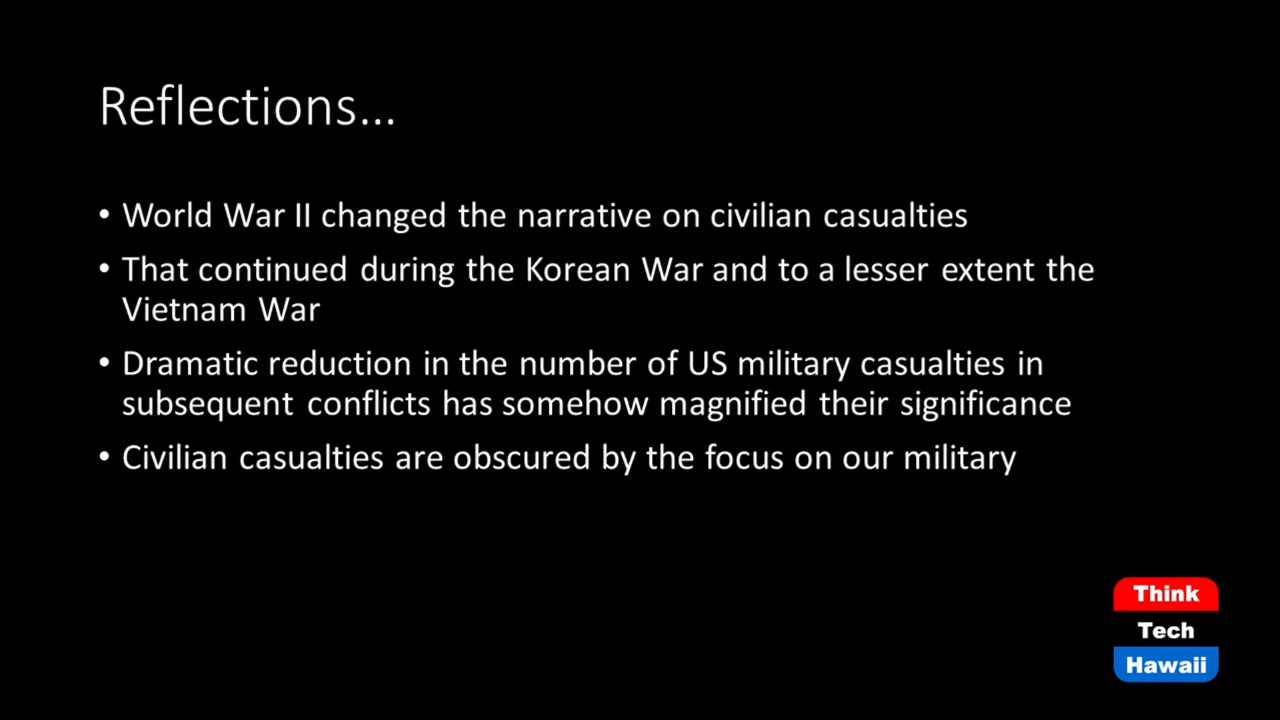 Reflections...
• World War II changed the narrative on civilian casualties
• That continued during the Korean War and to a lesser extent the
Vietnam War
• Dramatic reduction in the number of US military casualties in
subsequent conflicts has somehow magnified their significance
• Civilian casualties are obscured by the focus on our military
Think
Tech
Hawaii